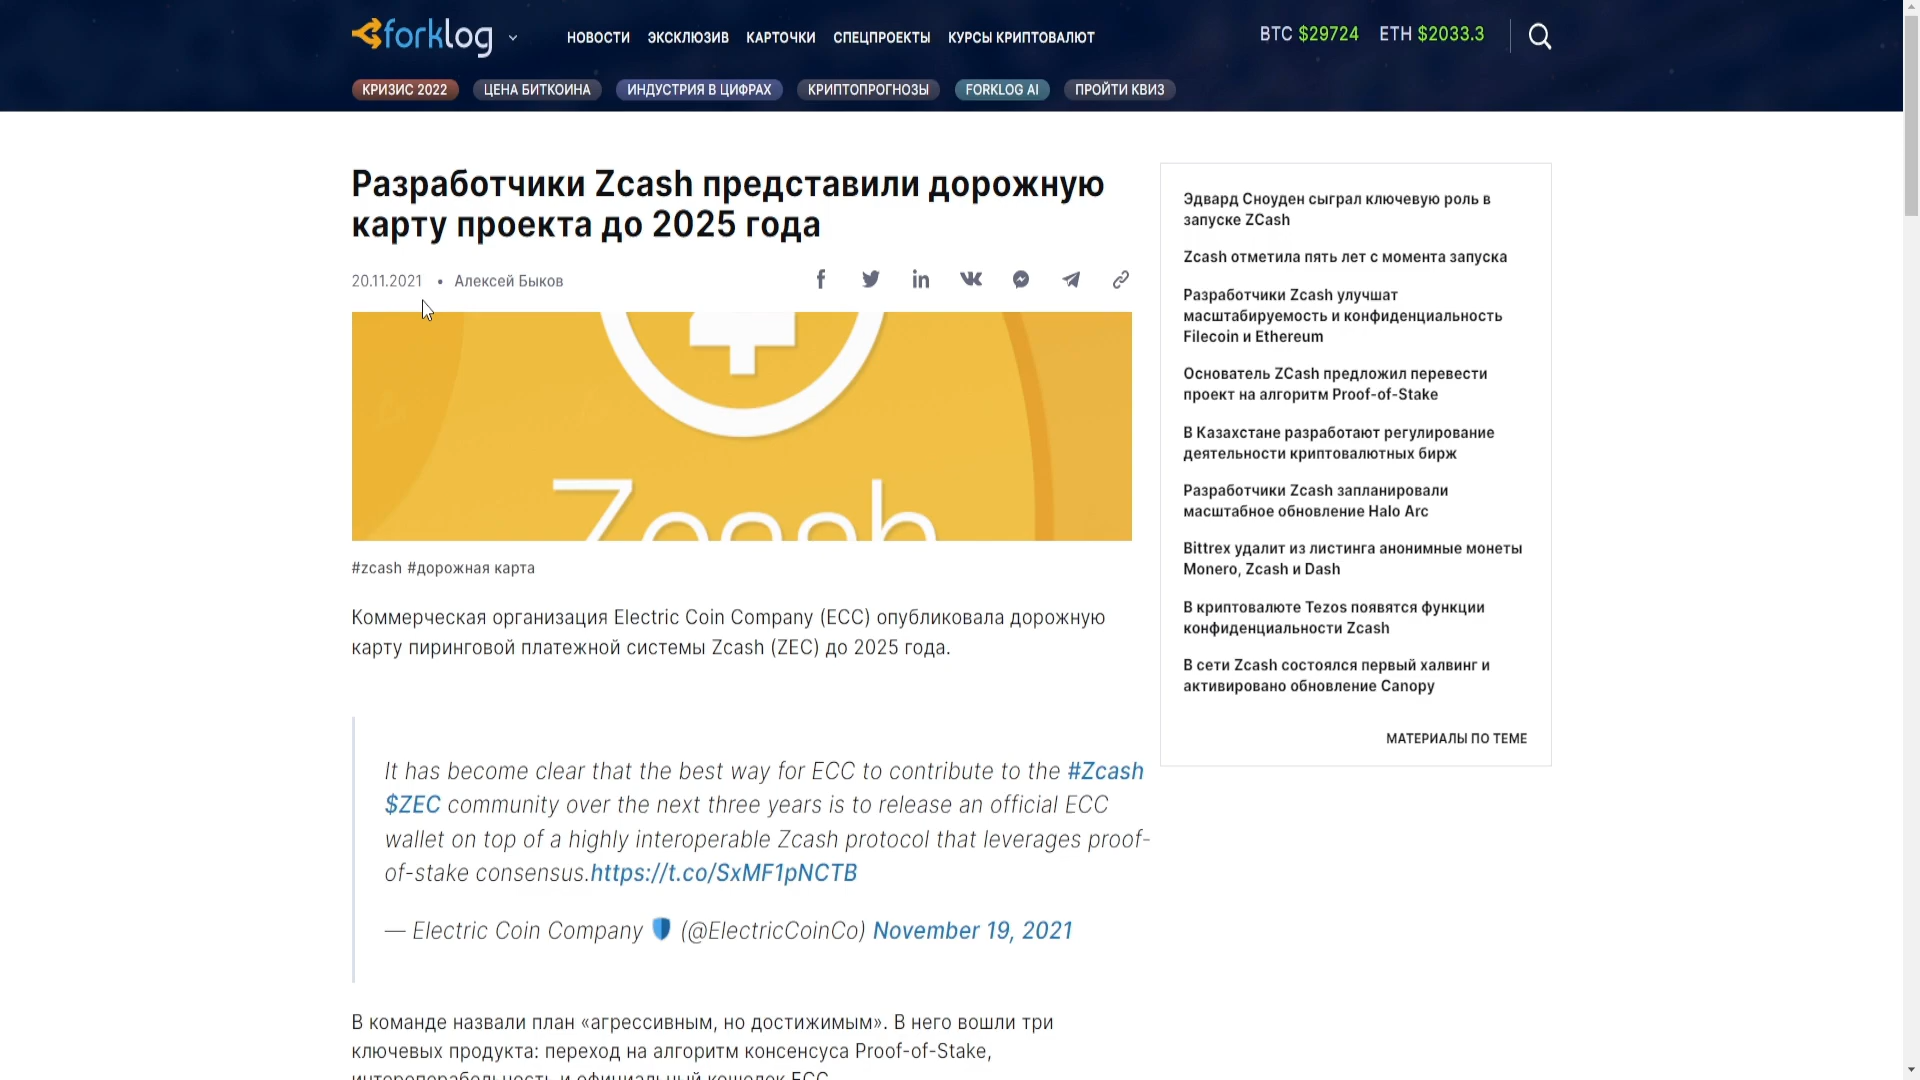 forklog
НОВОСТИ ЭКСКЛЮЗИВ КАРТОЧКИ СПЕЦПРОЕКТЫ КУРСЫ КРИПТОВАЛЮТ
BTC $29724 ETH $2033.3
КРИЗИС 2022 ЦЕНА БИТКОИНА ИНДУСТРИЯ В ЦИФРАХ КРИПТОПРОГНОЗЫ FORKLOG AI ПРОЙТИ КВИЗ
Разработчики Zcash представили дорожную
карту проекта до 2025 года
20.11.2021 • Алексей Быков
Zcash
#zcash #дорожная карта
Коммерческая организация Electric Coin Company (ECC) опубликовала дорожную
карту пиринговой платежной системы Zcash (ZEC) до 2025 года.
It has become clear that the best way for ECC to contribute to the #Zcash
$ZEC community over the next three years is to release an official ECC
wallet on top of a highly interoperable Zcash protocol that leverages proof-
of-stake consensus.https://t.co/SxMF1pNCTB
— Electric Coin Company (@ElectricCoinCo) November 19, 2021
В команде назвали план «агрессивным, но достижимым». В него вошли три
ключевых продукта: переход на алгоритм консенсуса Proof-of-Stake,
интероперабельность и официальный кошелек ECC.
Эдвард Сноуден сыграл ключевую роль в
запуске ZCash
Zcash отметила пять лет с момента запуска
Разработчики Zcash улучшат
масштабируемость и конфиденциальность
Filecoin и Ethereum
Основатель ZCash предложил перевести
проект на алгоритм Proof-of-Stake
В Казахстане разработают регулирование
деятельности криптовалютных бирж
Разработчики Zcash запланировали
масштабное обновление Halo Arc
Bittrex удалит из листинга анонимные монеты
Monero, Zcash и Dash
В криптовалюте Tezos появятся функции
конфиденциальности Zcash
В сети Zcash состоялся первый халвинг и
активировано обновление Canopy
МАТЕРИАЛЫ ПО ТЕМЕ